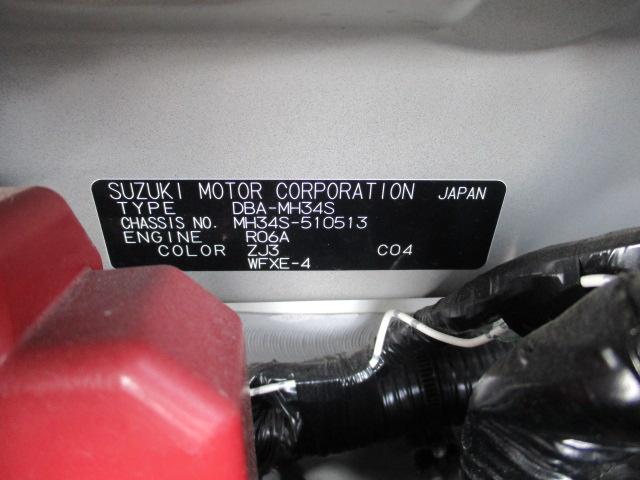 SUZUKI MOTOR CORPORATION JAPAN
TYPE DBA-MH34S
CHASSIS NO. MH34S-510513
ENGINE R06A
COLOR ZJ3 C04
WFXE-4